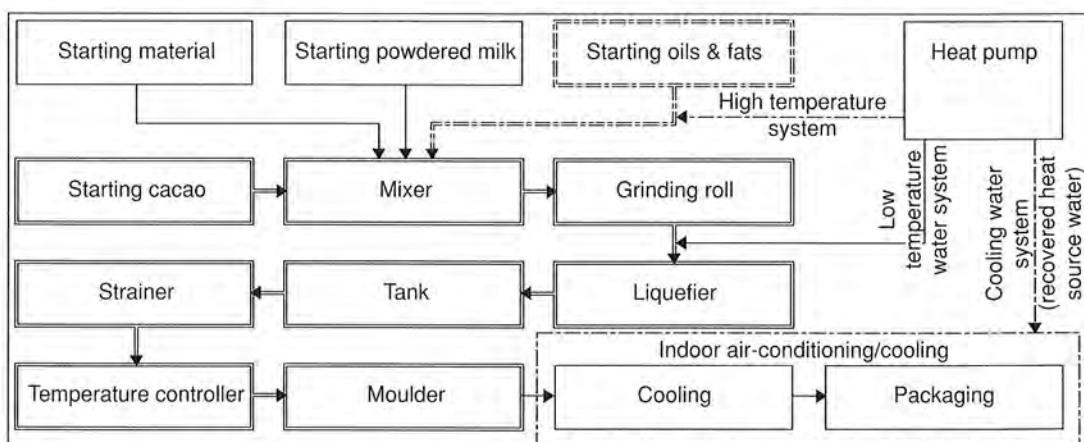 Starting material
Starting powdered milk
Starting oils & fats
Heat pump
High temperature
system
Starting cacao
Mixer
Grinding roll
Low
temperature
water system
Cooling water
system
(recovered heat
source water)
Strainer
Tank
Liquefier
Indoor air-conditioning/cooling
Temperature controller
Moulder
Cooling
Packaging